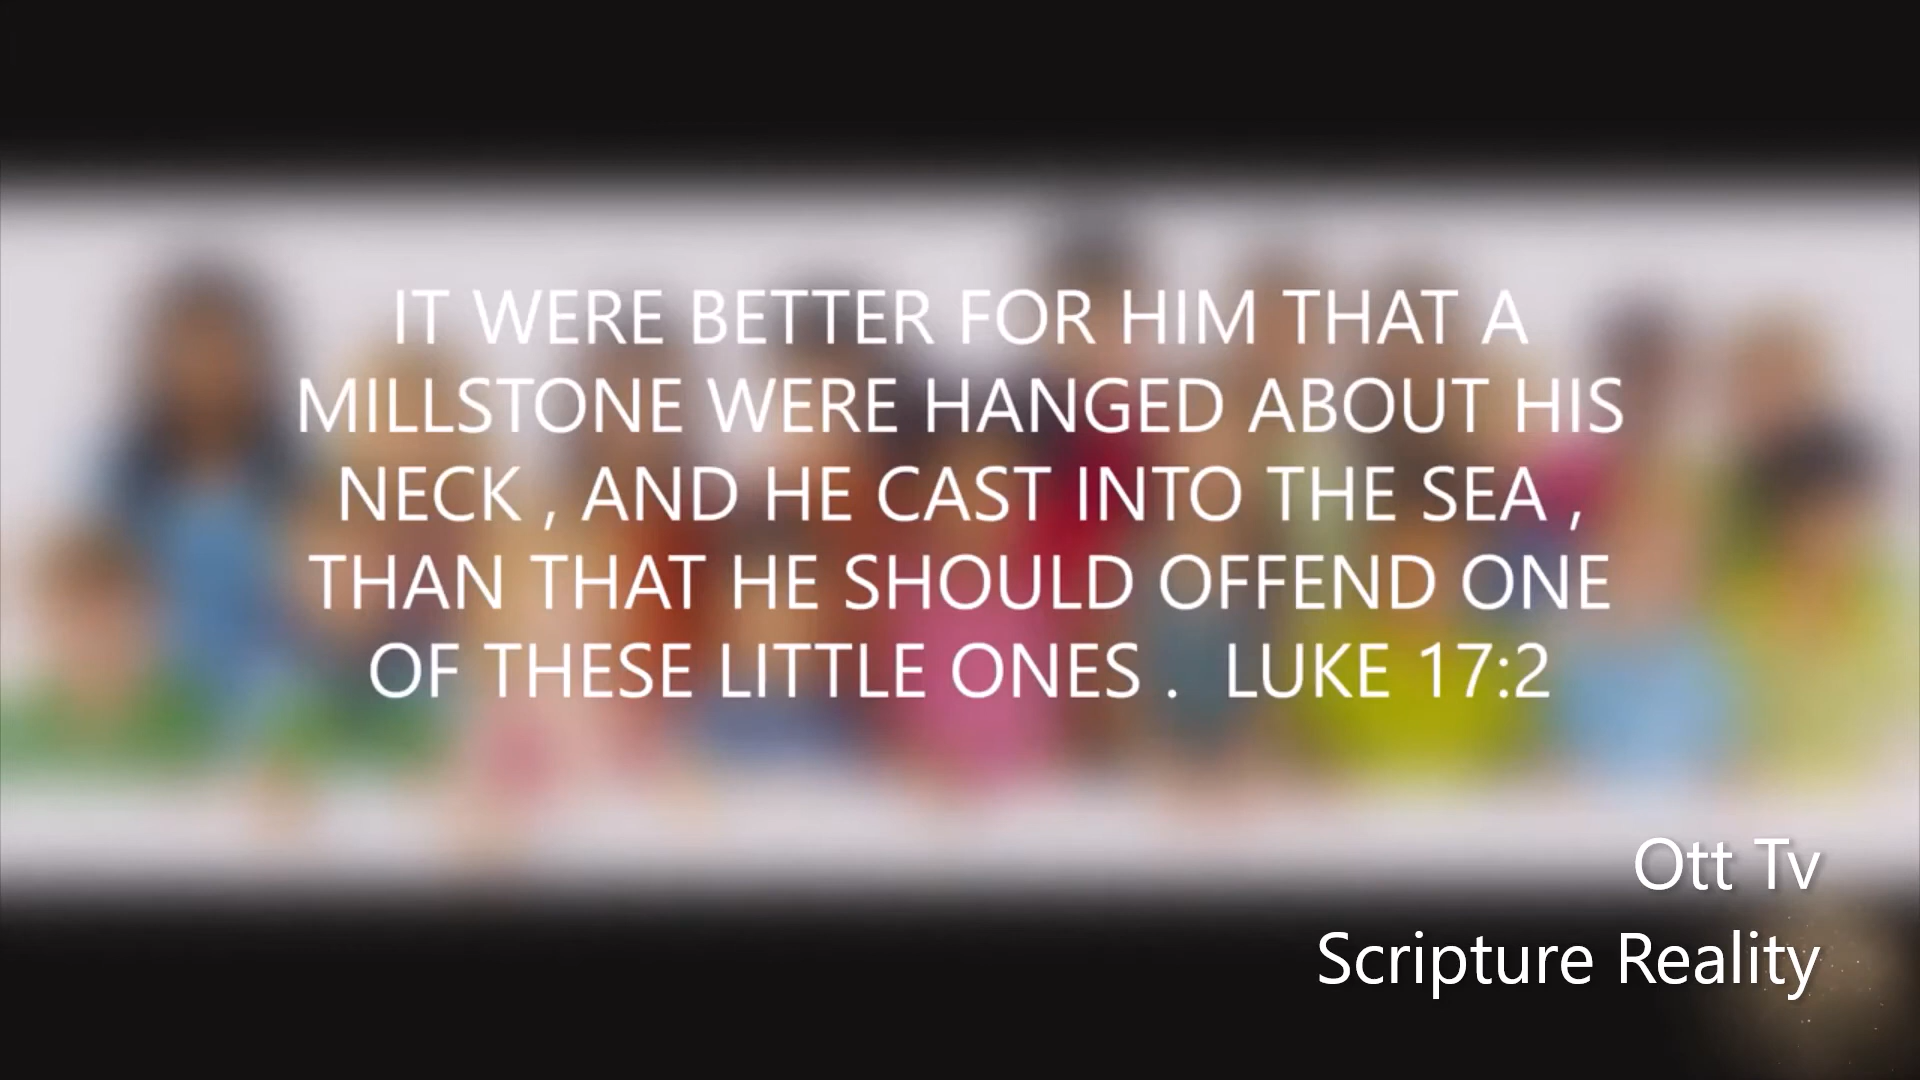 IT WERE BETTER FOR HIM THAT A
MILLSTONE WERE HANGED ABOUT HIS
NECK , AND HE CAST INTO THE SEA ,
THAN THAT HE SHOULD OFFEND ONE
OF THESE LITTLE ONES .  LUKE 17:2
Ott Tv
Scripture Reality